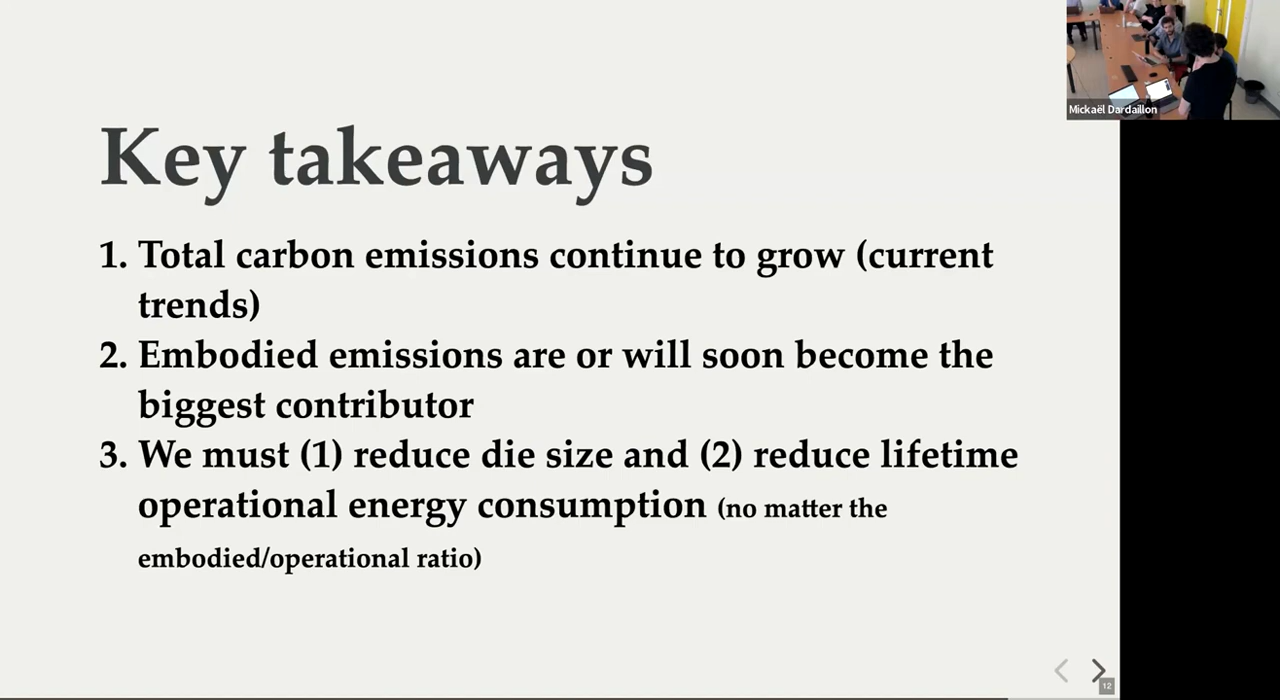 Mickaël Dardaillon
Key takeaways
1. Total carbon emissions continue to grow (current
trends)
2. Embodied emissions are or will soon become the
biggest contributor
3. We must (1) reduce die size and (2) reduce lifetime
operational energy consumption (no matter the
embodied/operational ratio)
12